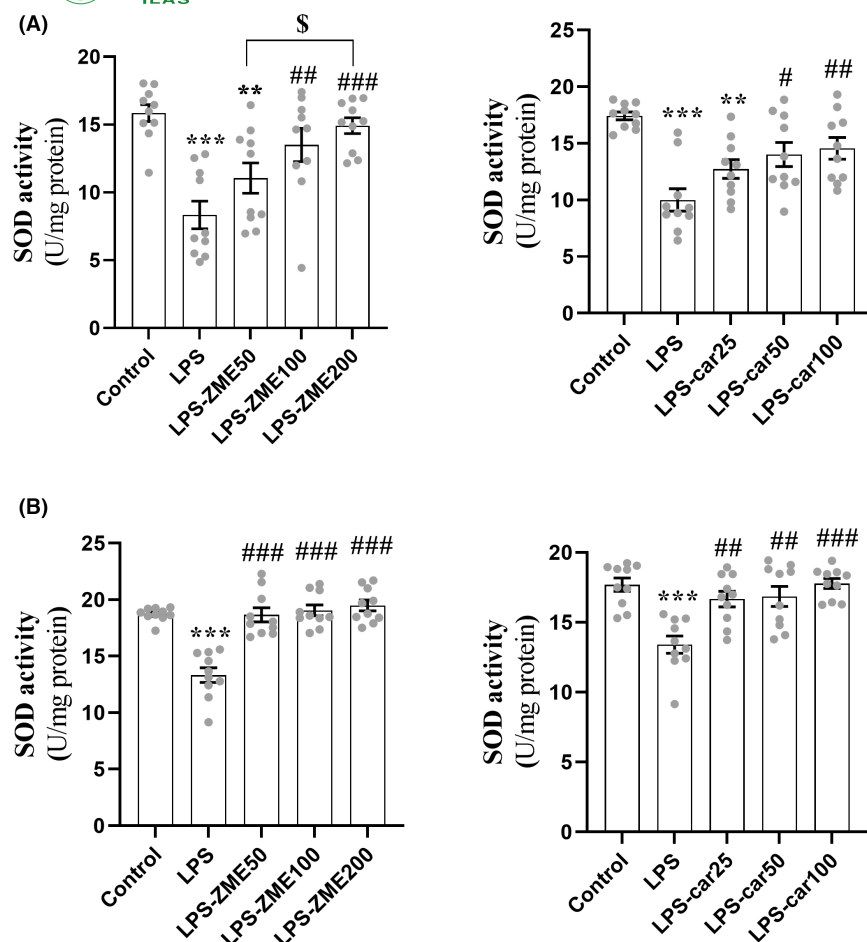 IEAS
(A)
$
SOD activity
(U/mg protein)
20
15
10
5
0
***
**
##
###
Control
LPS
LPS-ZME50
LPS-ZME100
LPS-ZME200
SOD activity
(U/mg protein)
25
20
15
10
5
0
***
**
#
##
Control
LPS
LPS-car25
LPS-car50
LPS-car100
(B)
SOD activity
(U/mg protein)
25
20
15
10
5
0
***
###
###
###
Control
LPS
LPS-ZME50
LPS-ZME100
LPS-ZME200
SOD activity
(U/mg protein)
20
15
10
5
0
***
##
##
###
Control
LPS
LPS-car25
LPS-car50
LPS-car100